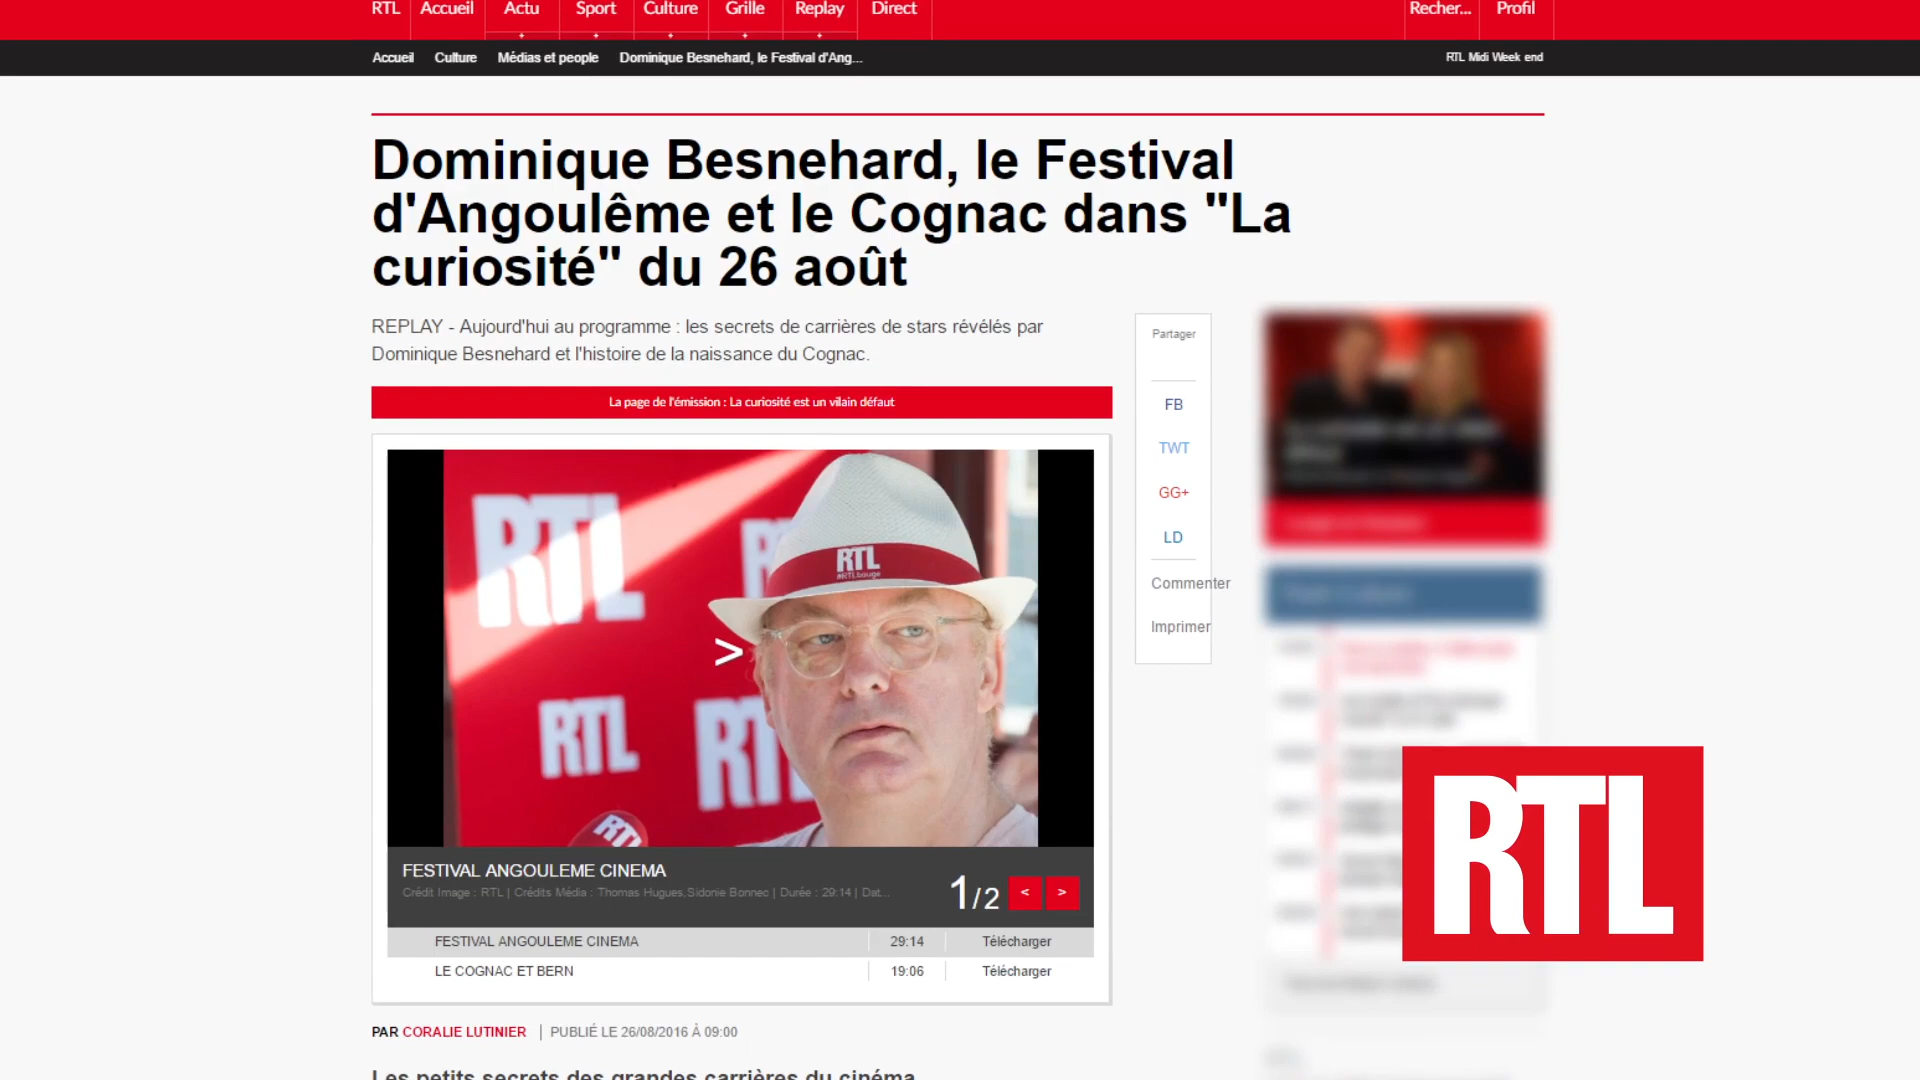 RTL Accueil Actu Sport Culture Grille Replay Direct Recher... Profil
Accueil Culture Médias et people Dominique Besnehard, le Festival d'Ang... RTL Midi Week end
Dominique Besnehard, le Festival
d'Angoulême et le Cognac dans "La
curiosité" du 26 août
REPLAY - Aujourd'hui au programme : les secrets de carrières de stars révélés par
Dominique Besnehard et l'histoire de la naissance du Cognac.
La page de l'émission : La curiosité est un vilain défaut
Partager
FB
TWT
GG+
LD
Commenter
Imprimer
RTL
RTL
#RTLbouge
RTL
RTL
RTL
>
FESTIVAL ANGOULEME CINEMA
Crédit Image : RTL | Crédits Média : Thomas Hugues,Sidonie Bonnec | Durée : 29:14 | Dat...
1/2 < >
FESTIVAL ANGOULEME CINEMA 29:14 Télécharger
LE COGNAC ET BERN 19:06 Télécharger
RTL
PAR CORALIE LUTINIER | PUBLIÉ LE 26/08/2016 À 09:00
Les petits secrets des grandes carrières du cinéma